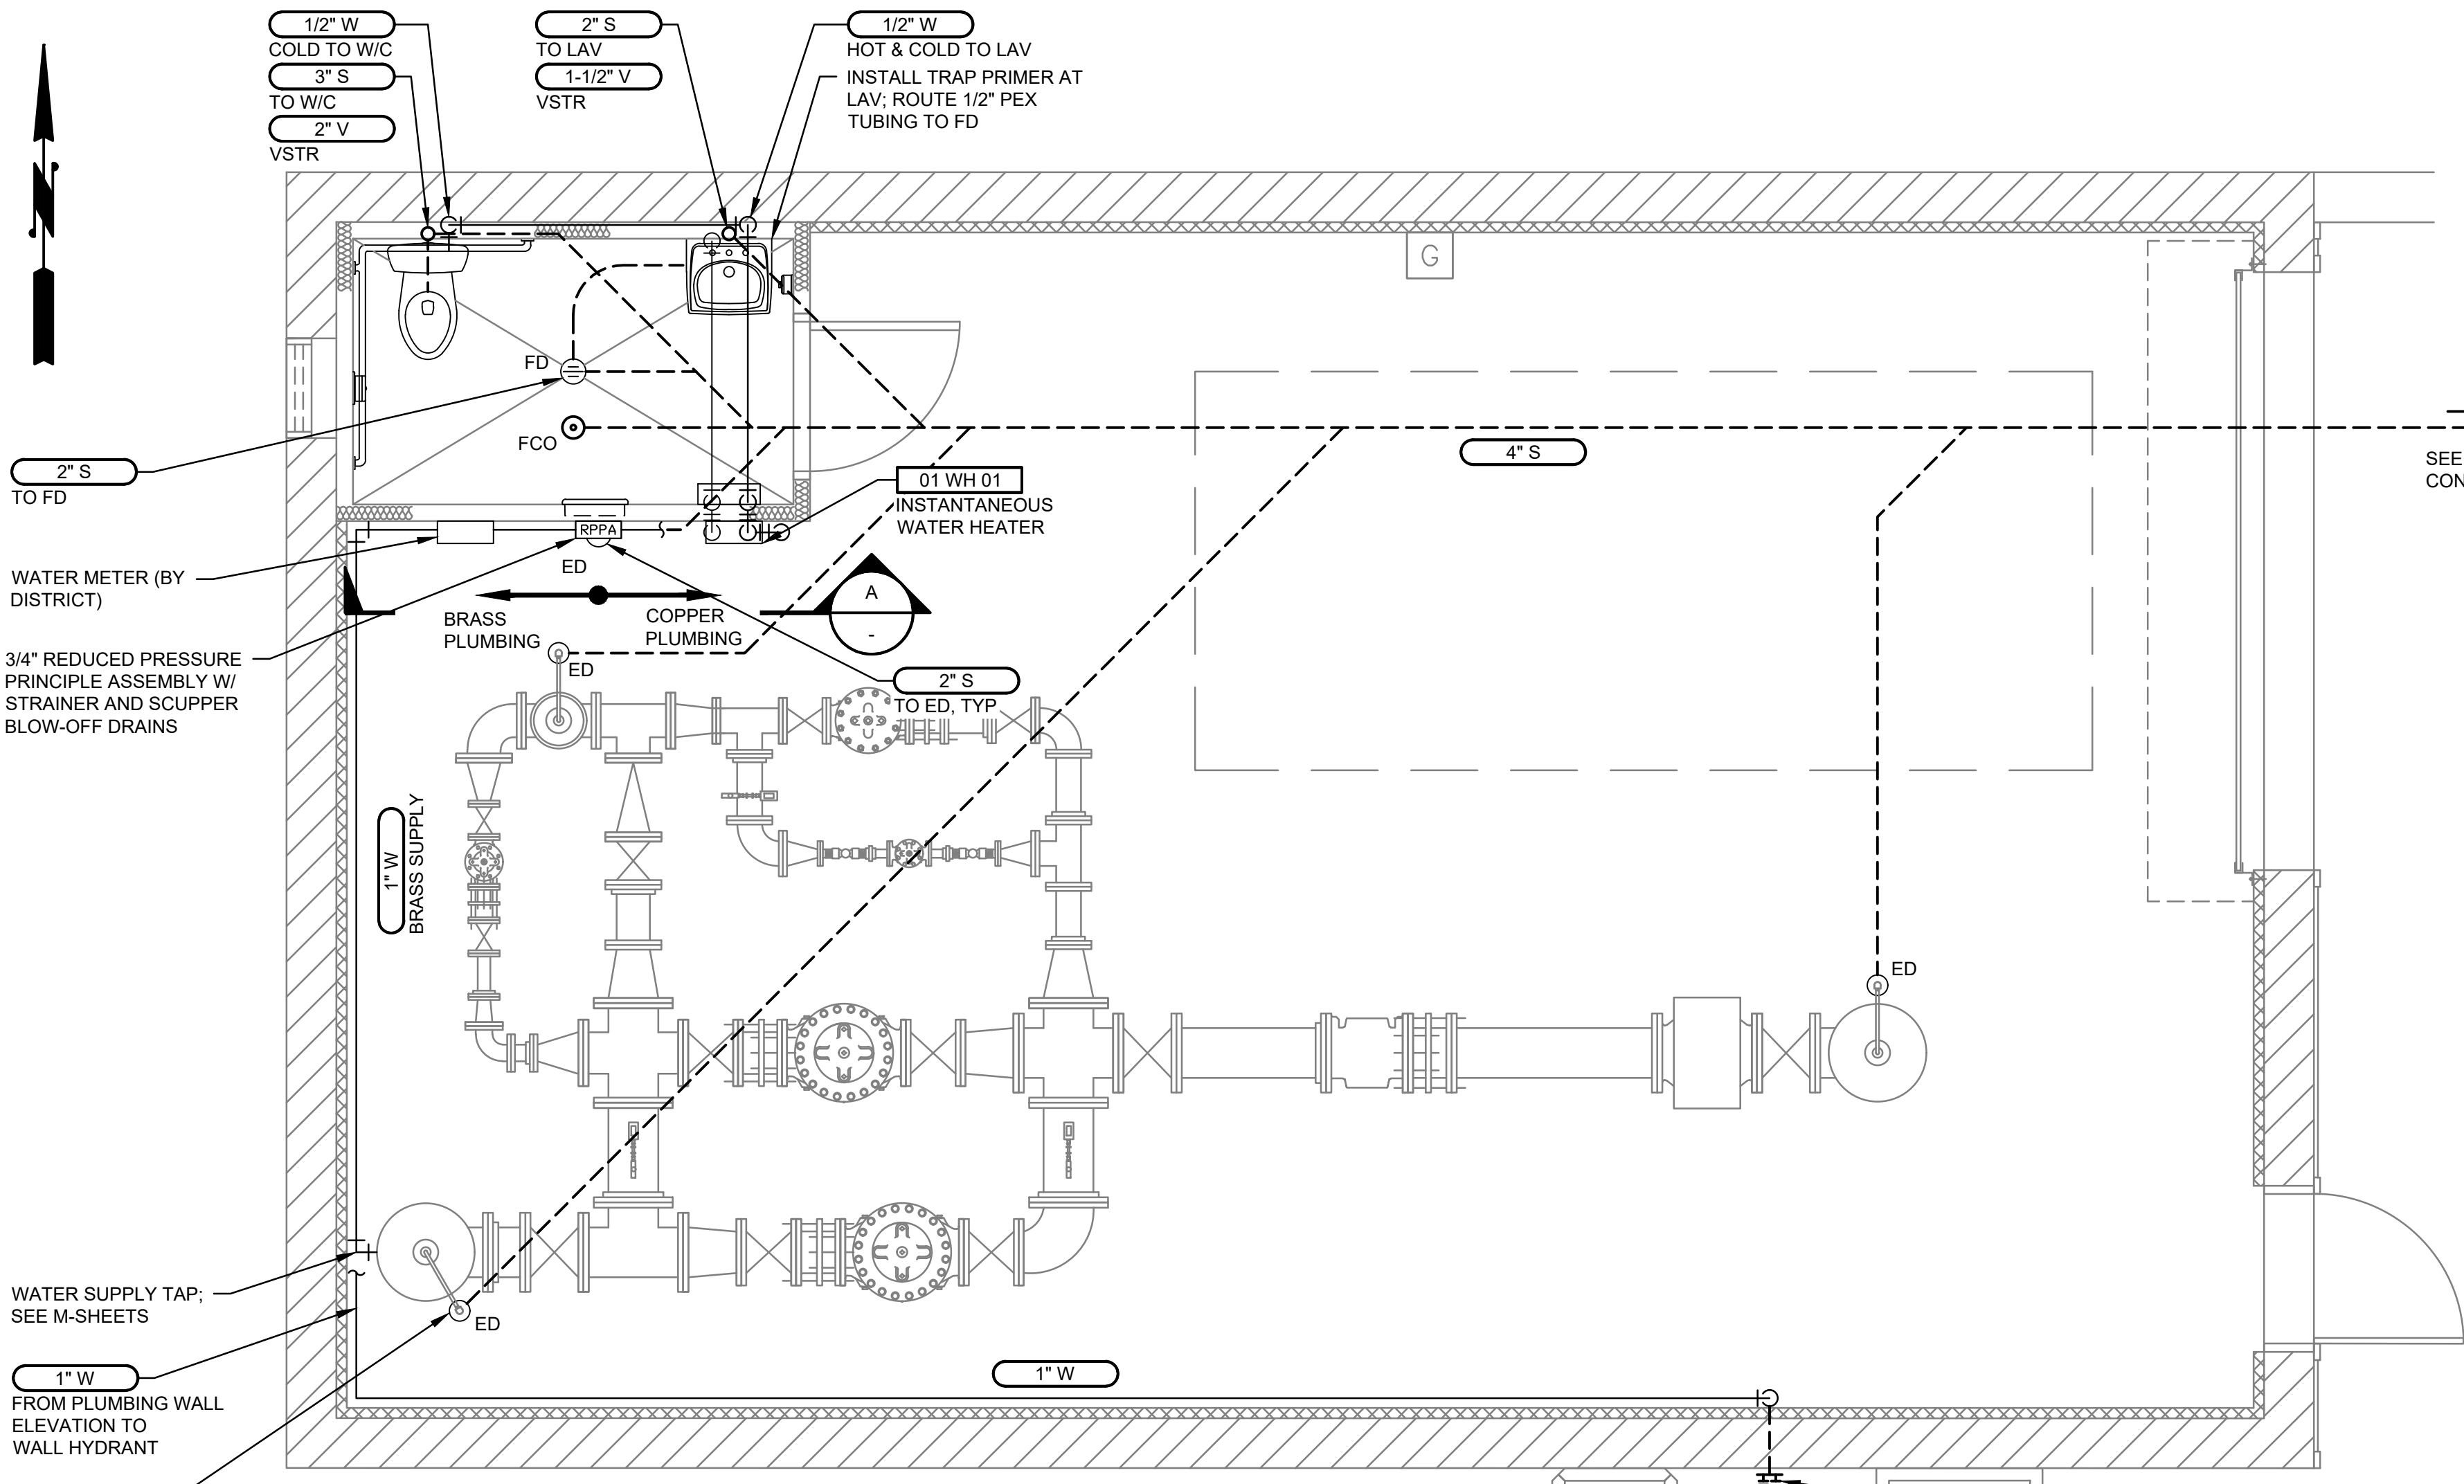 1/2" W
COLD TO W/C
3" S
TO W/C
2" V
VSTR
2" S
TO LAV
1-1/2" V
VSTR
1/2" W
HOT & COLD TO LAV
INSTALL TRAP PRIMER AT
LAV; ROUTE 1/2" PEX
TUBING TO FD
N
G
FD
FCO
2" S
TO FD
4" S
SEE
CON
01 WH 01
INSTANTANEOUS
WATER HEATER
RPPA
ED
WATER METER (BY
DISTRICT)
BRASS
PLUMBING
COPPER
PLUMBING
A
-
3/4" REDUCED PRESSURE
PRINCIPLE ASSEMBLY W/
STRAINER AND SCUPPER
BLOW-OFF DRAINS
ED
2" S
TO ED, TYP
1" W
BRASS SUPPLY
ED
WATER SUPPLY TAP;
SEE M-SHEETS
ED
1" W
FROM PLUMBING WALL
ELEVATION TO
WALL HYDRANT
1" W